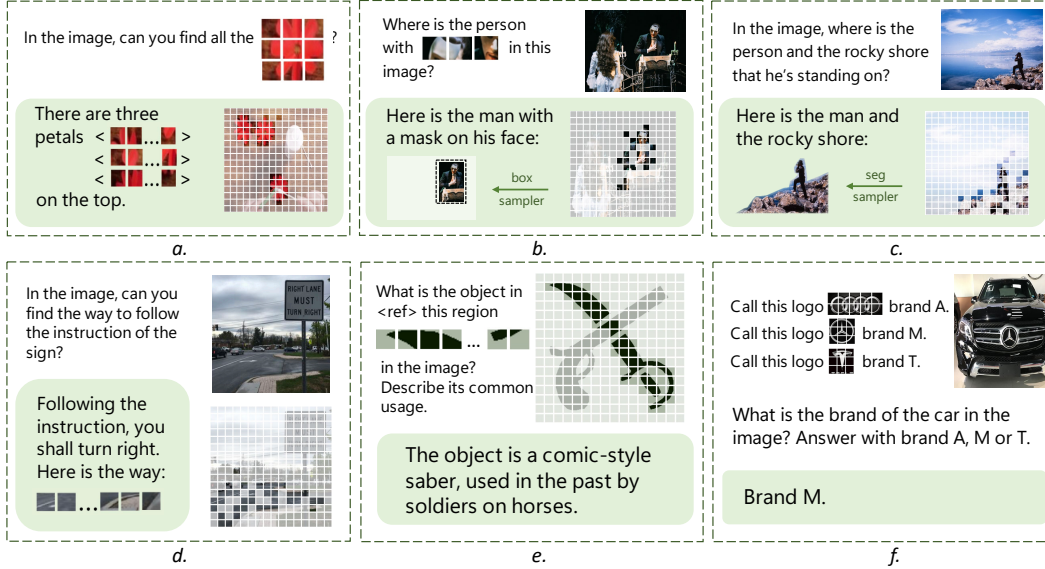 In the image, can you find all the ?
There are three
petals < ... >
< ... >
< ... >
on the top.
a.
Where is the person
with in this
image?
Here is the man with
a mask on his face:
box
sampler
b.
In the image, where is the
person and the rocky shore
that he's standing on?
Here is the man and
the rocky shore:
seg
sampler
c.
In the image, can you
find the way to follow
the instruction of the
sign?
RIGHT LANE
MUST
TURN RIGHT
Following the
instruction, you
shall turn right.
Here is the way:
...
d.
What is the object in
<ref> this region
...
in the image?
Describe its common
usage.
The object is a comic-style
saber, used in the past by
soldiers on horses.
e.
Call this logo brand A.
Call this logo brand M.
Call this logo brand T.
What is the brand of the car in the
image? Answer with brand A, M or T.
Brand M.
f.